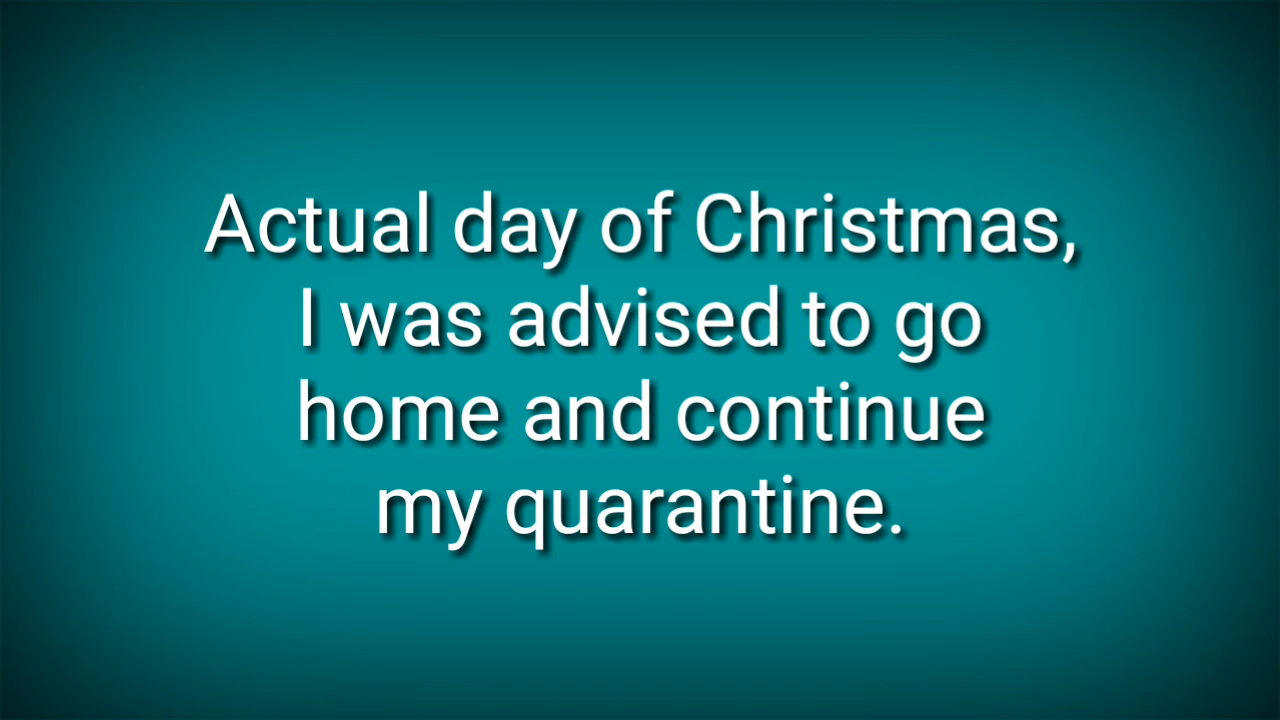 Actual day of Christmas,
I was advised to go
home and continue
my quarantine.